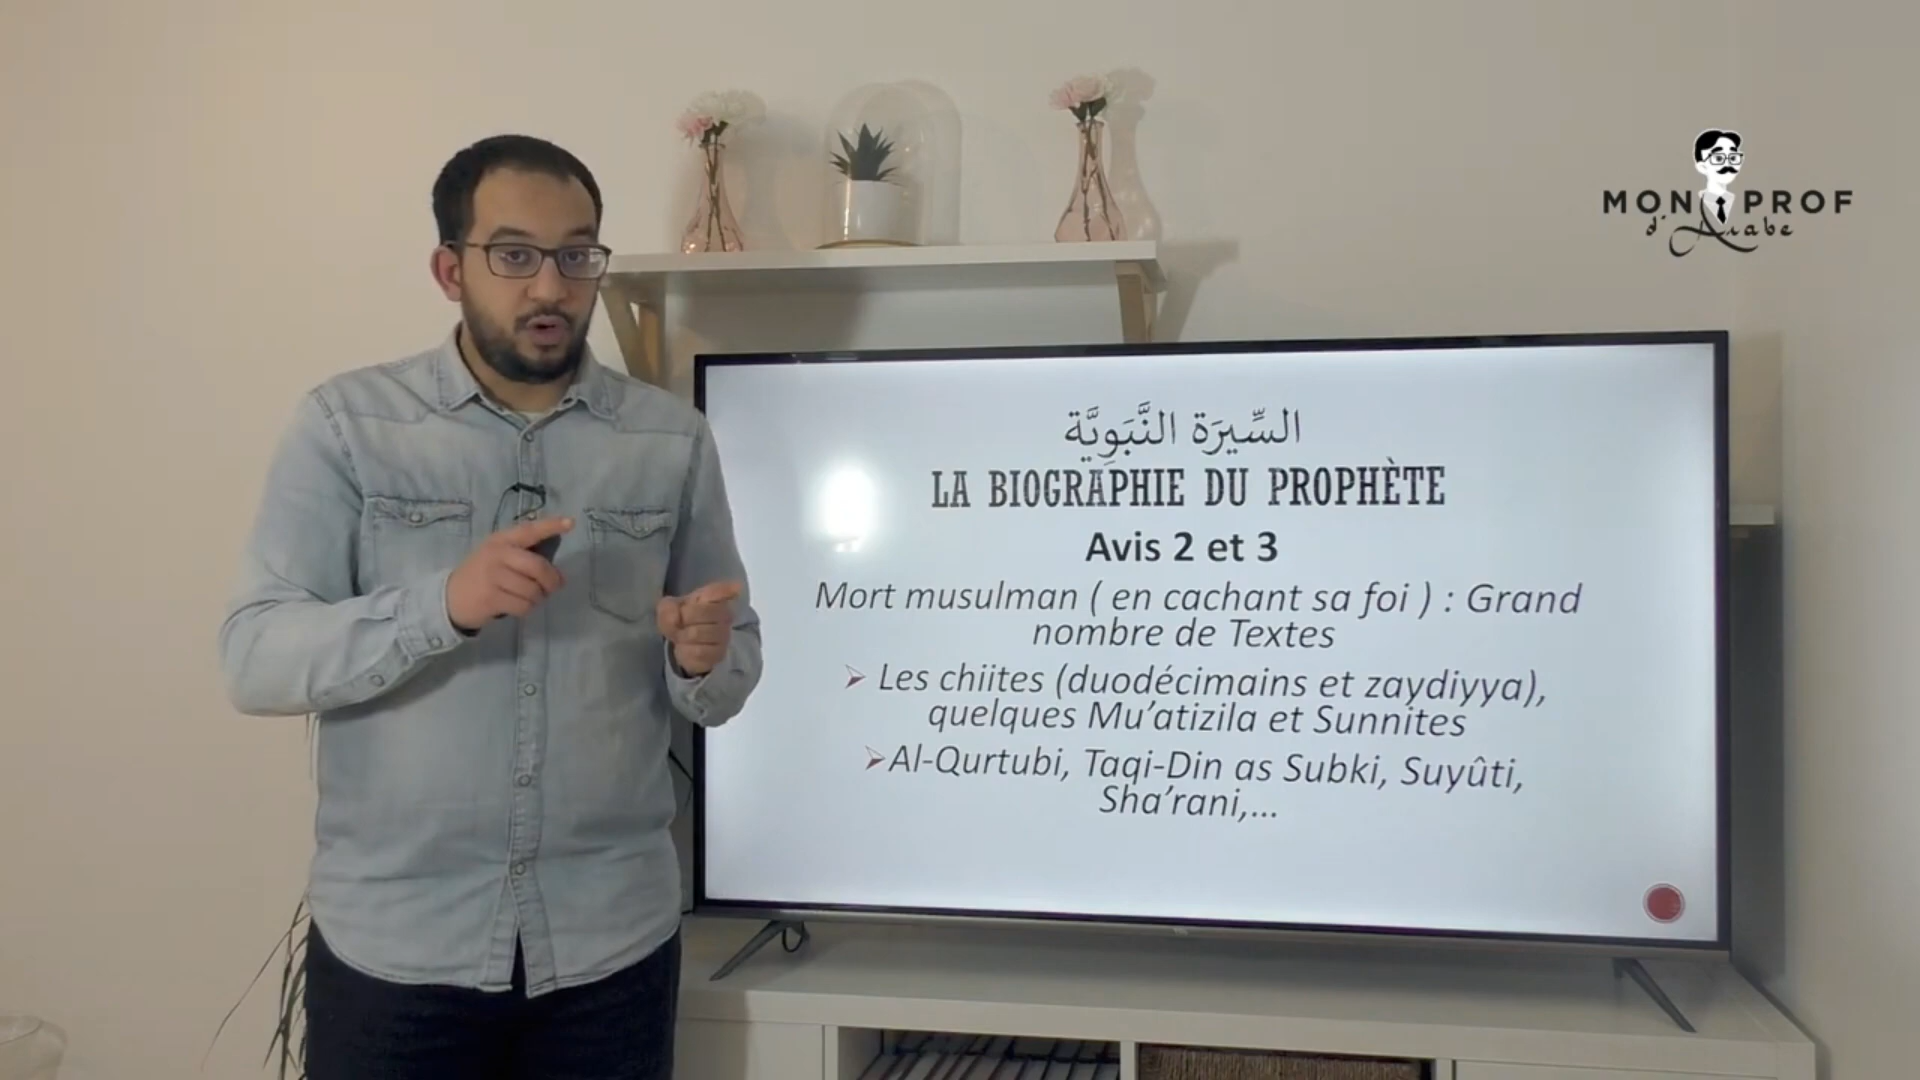 MON PROF
d'Arabe
السِّيرَة النَّبَوِيَّة
LA BIOGRAPHIE DU PROPHÈTE
Avis 2 et 3
Mort musulman ( en cachant sa foi ) : Grand
nombre de Textes
➢ Les chiites (duodécimains et zaydiyya),
quelques Mu’atizila et Sunnites
➢Al-Qurtubi, Taqi-Din as Subki, Suyûti,
Sha’rani,...